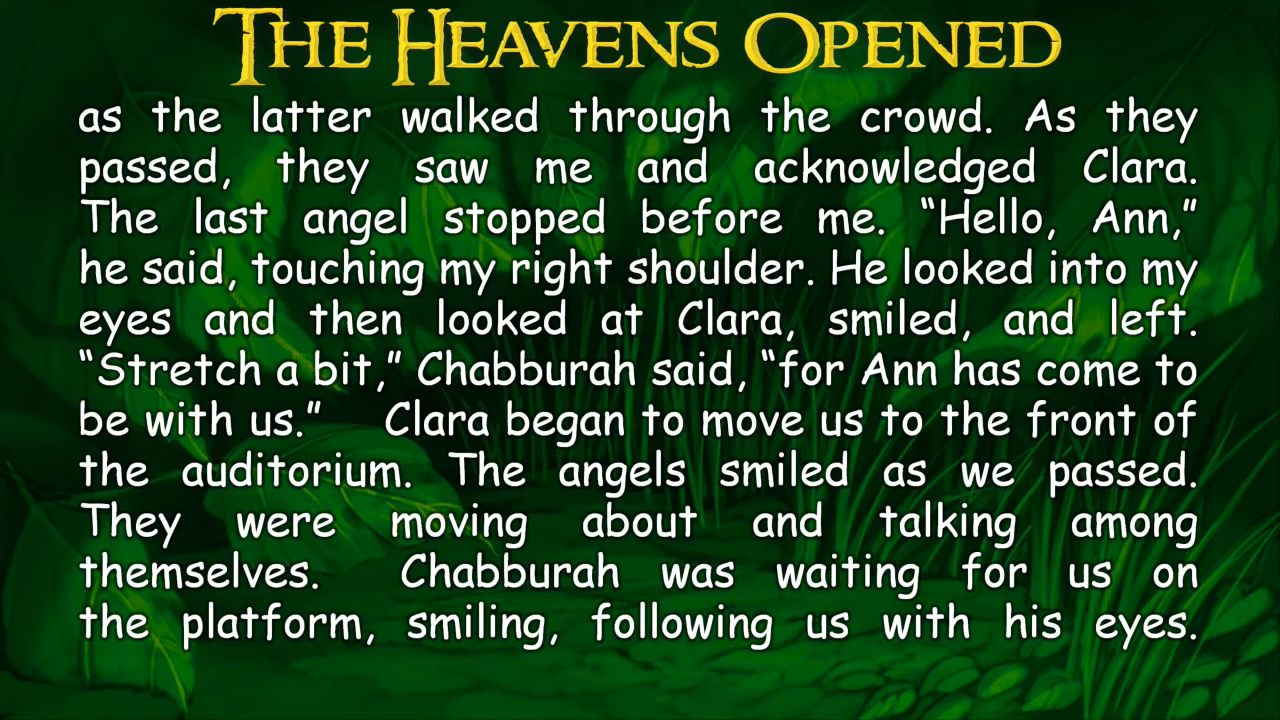 THE HEAVENS OPENED
as the latter walked through the crowd. As they
passed, they saw me and acknowledged Clara.
The last angel stopped before me. “Hello, Ann,”
he said, touching my right shoulder. He looked into my
eyes and then looked at Clara, smiled, and left.
“Stretch a bit,” Chabburah said, “for Ann has come to
be with us.” Clara began to move us to the front of
the auditorium. The angels smiled as we passed.
They were moving about and talking among
themselves. Chabburah was waiting for us on
the platform, smiling, following us with his eyes.